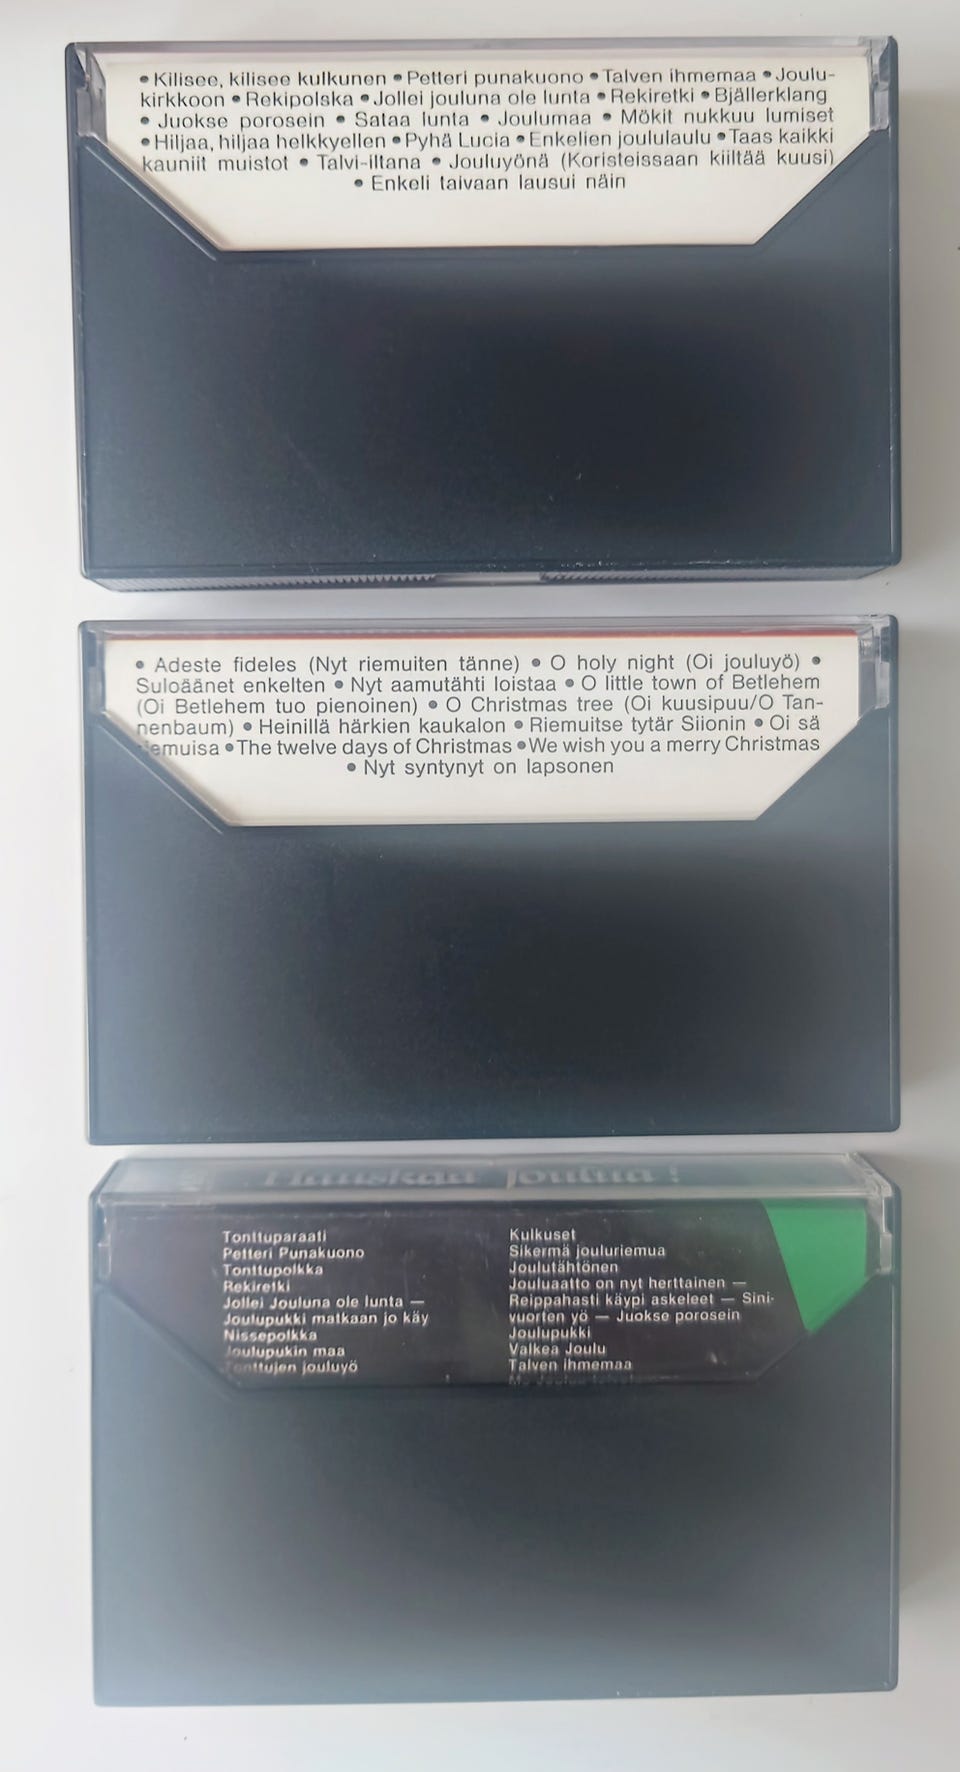 • Kilisee, kilisee kulkunen • Petteri punakuono • Talven ihmemaa • Joulu-
kirkkoon • Rekipolska • Jollei jouluna ole lunta • Rekiretki • Bjällerklang
• Juokse porosein • Sataa lunta • Joulumaa • Mökit nukkuu lumiset
• Hiljaa, hiljaa helkkyellen • Pyhä Lucia • Enkelien joululaulu • Taas kaikki
kauniit muistot • Talvi-iltana • Jouluyönä (Koristeissaan kiiltää kuusi)
• Enkeli taivaan lausui näin
• Adeste fideles (Nyt riemuiten tänne) • O holy night (Oi jouluyö) •
Suloäänet enkelten • Nyt aamutähti loistaa • O little town of Betlehem
(Oi Betlehem tuo pienoinen) • O Christmas tree (Oi kuusipuu/O Tan-
nenbaum) • Heinillä härkien kaukalon • Riemuitse tytär Siionin • Oi sä
iemuisa • The twelve days of Christmas • We wish you a merry Christmas
• Nyt syntynyt on lapsonen
Hauskaa Joulua!
Tonttuparaati
Petteri Punakuono
Tonttupolkka
Rekiretki
Jollei Jouluna ole lunta —
Joulupukki matkaan jo käy
Nissepolkka
Joulupukin maa
Tonttujen jouluyö
Kulkuset
Sikermä jouluriemua
Joulutähtönen
Jouluaatto on nyt herttainen —
Reippahasti käypi askeleet — Sini-
vuorten yö — Juokse porosein
Joulupukki
Valkea Joulu
Talven ihmemaa